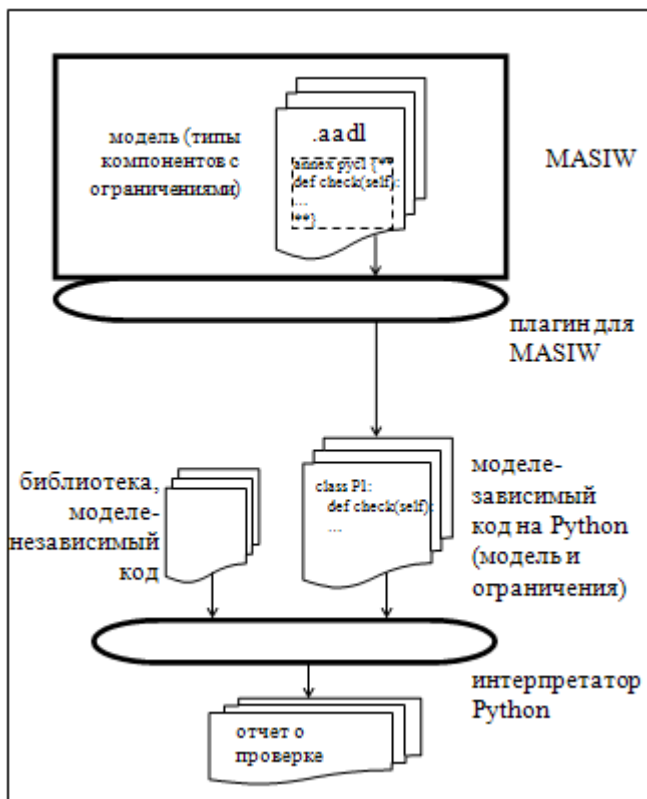 модель (типы
компонентов с
ограничениями)
.aadl
annex pycl {**
def check(self):
...
**}
MASIW
плагин для
MASIW
библиотека,
моделе-
независимый
код
class P1:
def check(self):
...
моделе-
зависимый
код на Python
(модель и
ограничения)
интерпретатор
Python
отчет о
проверке